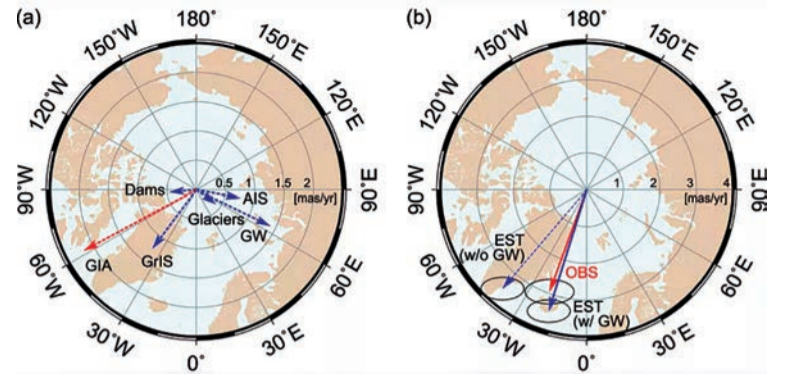 (a)
180°
150°W
150°E
120°W
120°E
90°W
90°E
60°W
60°E
30°W
30°E
0°
0.5 1 1.5 2
[mas/yr]
Dams
AIS
Glaciers
GW
GIA
GrIS
(b)
180°
150°W
150°E
120°W
120°E
90°W
90°E
60°W
60°E
30°W
30°E
0°
1 2 3 4
[mas/yr]
EST
(w/o GW)
OBS
EST
(w/ GW)